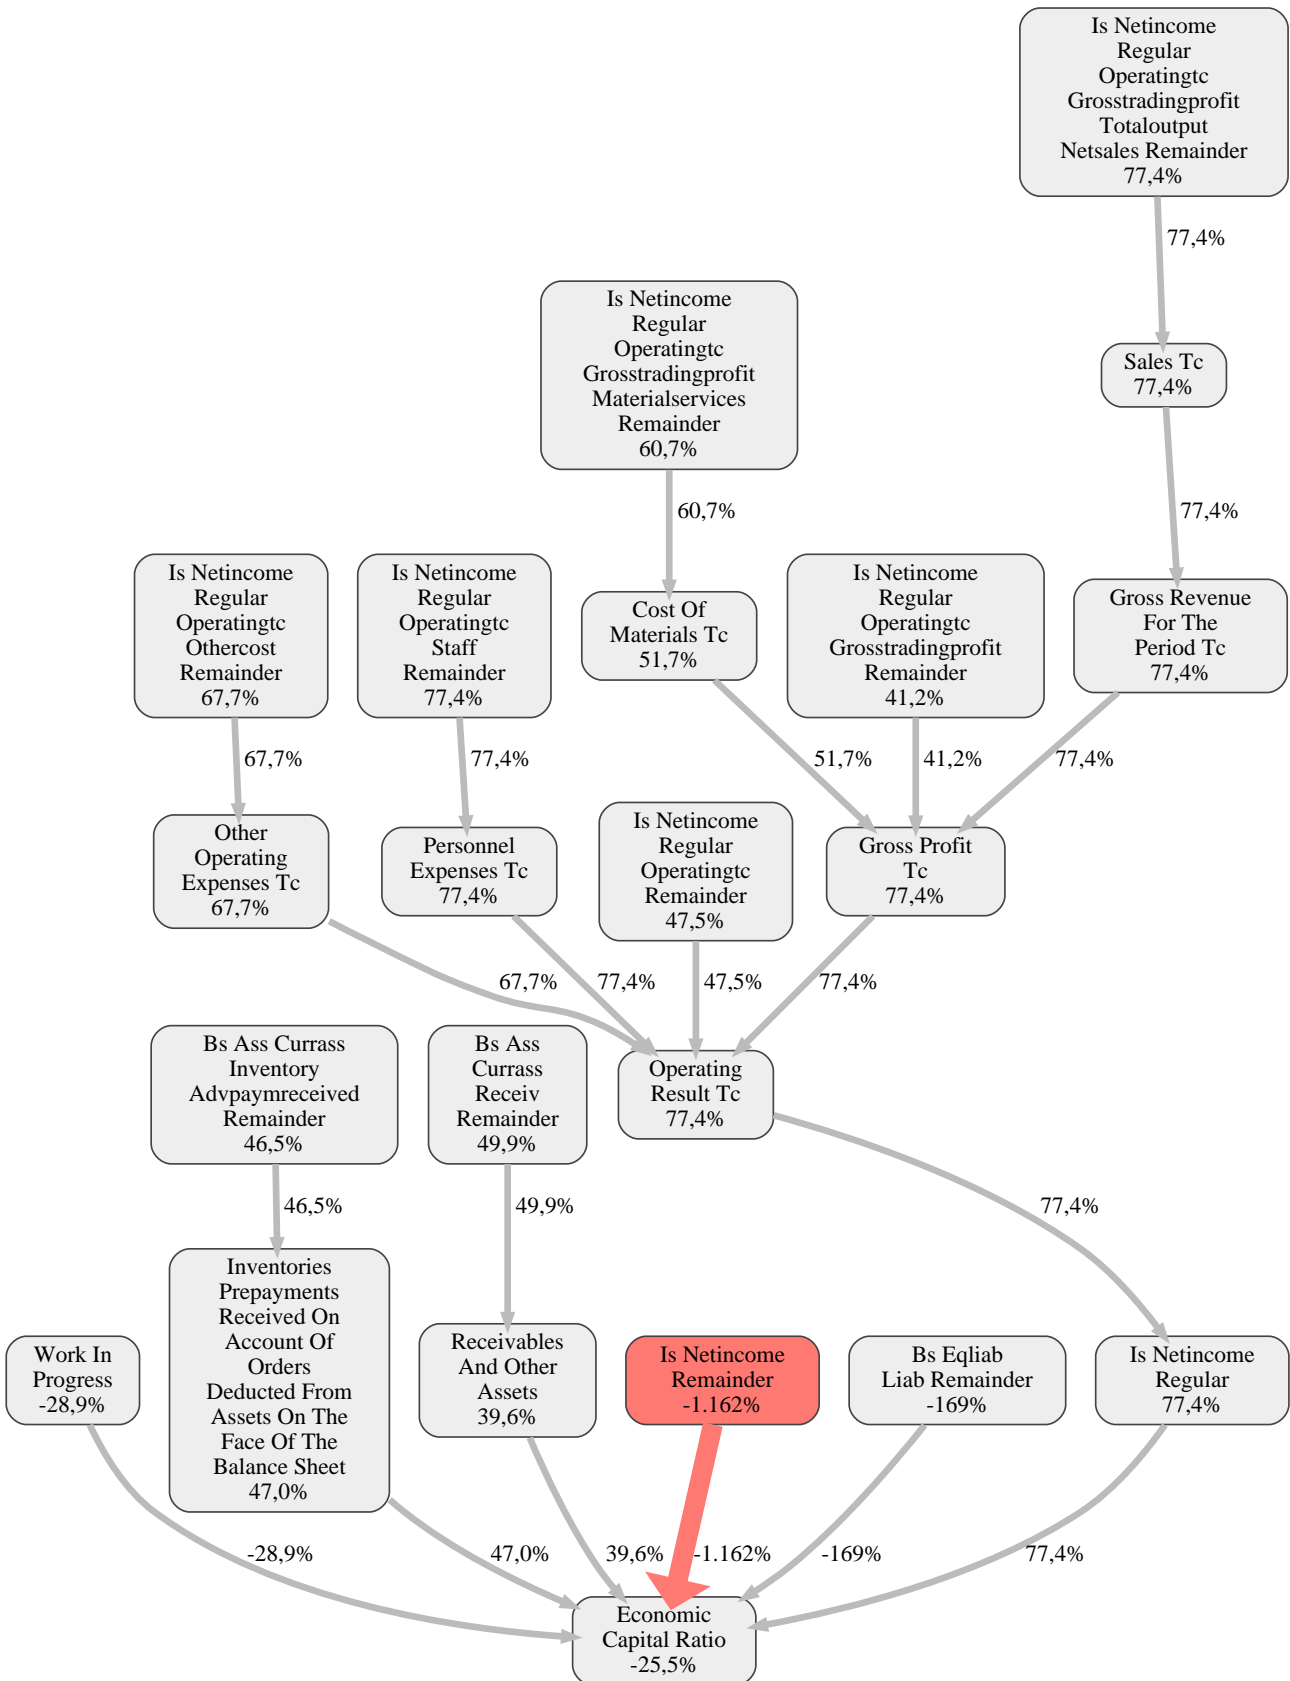 Is Netincome
Regular
Operatingtc
Grosstradingprofit
Totaloutput
Netsales Remainder
77,4%
77,4%
Is Netincome
Regular
Operatingtc
Grosstradingprofit
Materialservices
Remainder
60,7%
Sales Tc
77,4%
60,7%
77,4%
Is Netincome
Regular
Operatingtc
Othercost
Remainder
67,7%
Is Netincome
Regular
Operatingtc
Staff
Remainder
77,4%
Cost Of
Materials Tc
51,7%
Is Netincome
Regular
Operatingtc
Grosstradingprofit
Remainder
41,2%
Gross Revenue
For The
Period Tc
77,4%
67,7%
77,4%
51,7%
41,2%
77,4%
Other
Operating
Expenses Tc
67,7%
Personnel
Expenses Tc
77,4%
Is Netincome
Regular
Operatingtc
Remainder
47,5%
Gross Profit
Tc
77,4%
67,7%
77,4%
47,5%
77,4%
Bs Ass Currass
Inventory
Advpaymreceived
Remainder
46,5%
Bs Ass
Currass
Receiv
Remainder
49,9%
Operating
Result Tc
77,4%
46,5%
49,9%
77,4%
Work In
Progress
-28,9%
Inventories
Prepayments
Received On
Account Of
Orders
Deducted From
Assets On The
Face Of The
Balance Sheet
47,0%
Receivables
And Other
Assets
39,6%
Is Netincome
Remainder
-1.162%
Bs Eqliab
Liab Remainder
-169%
Is Netincome
Regular
77,4%
-28,9%
47,0%
39,6%
-1.162%
-169%
77,4%
Economic
Capital Ratio
-25,5%